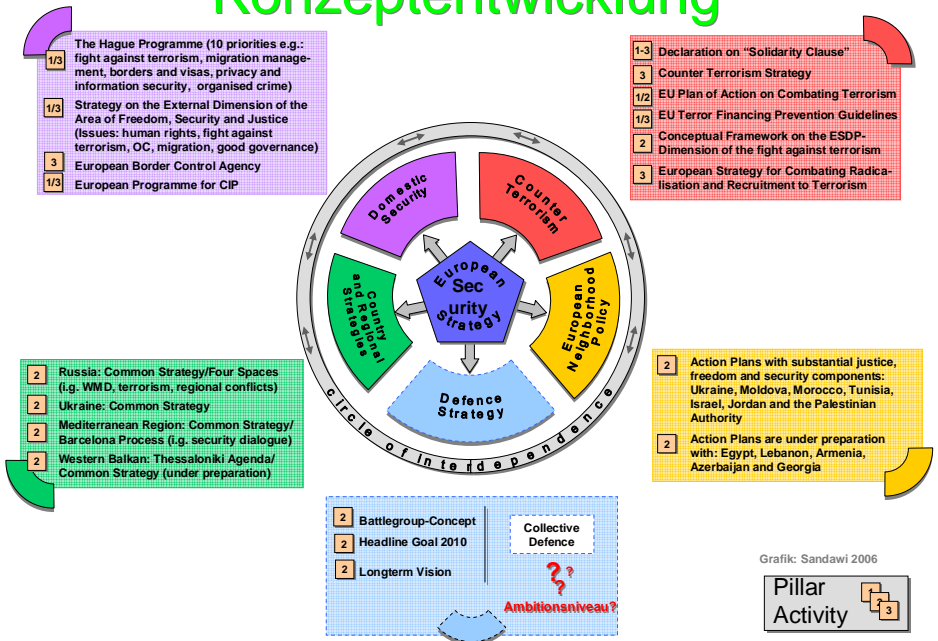 Konzeptentwicklung
1/3 The Hague Programme (10 priorities e.g.:
fight against terrorism, migration manage-
ment, borders and visas, privacy and
information security, organised crime)
1/3 Strategy on the External Dimension of the
Area of Freedom, Security and Justice
(Issues: human rights, fight against
terrorism, OC, migration, good governance)
3 European Border Control Agency
1/3 European Programme for CIP
1-3 Declaration on “Solidarity Clause”
3 Counter Terrorism Strategy
1/2 EU Plan of Action on Combating Terrorism
1/3 EU Terror Financing Prevention Guidelines
2 Conceptual Framework on the ESDP-
Dimension of the fight against terrorism
3 European Strategy for Combating Radica-
lisation and Recruitment to Terrorism
Domestic
Security
Counter
Terrorism
European
Sec
urity
Strategy
Country
and Regional
Strategies
European
Neighborhood
Policy
Defence
Strategy
circle of interdependence
2 Russia: Common Strategy/Four Spaces
(i.g. WMD, terrorism, regional conflicts)
2 Ukraine: Common Strategy
2 Mediterranean Region: Common Strategy/
Barcelona Process (i.g. security dialogue)
2 Western Balkan: Thessaloniki Agenda/
Common Strategy (under preparation)
2 Action Plans with substantial justice,
freedom and security components:
Ukraine, Moldova, Morocco, Tunisia,
Israel, Jordan and the Palestinian
Authority
2 Action Plans are under preparation
with: Egypt, Lebanon, Armenia,
Azerbaijan and Georgia
2 Battlegroup-Concept
2 Headline Goal 2010
2 Longterm Vision
Collective
Defence
? ?
?
Ambitionsniveau?
Grafik: Sandawi 2006
Pillar
Activity
1
2
3